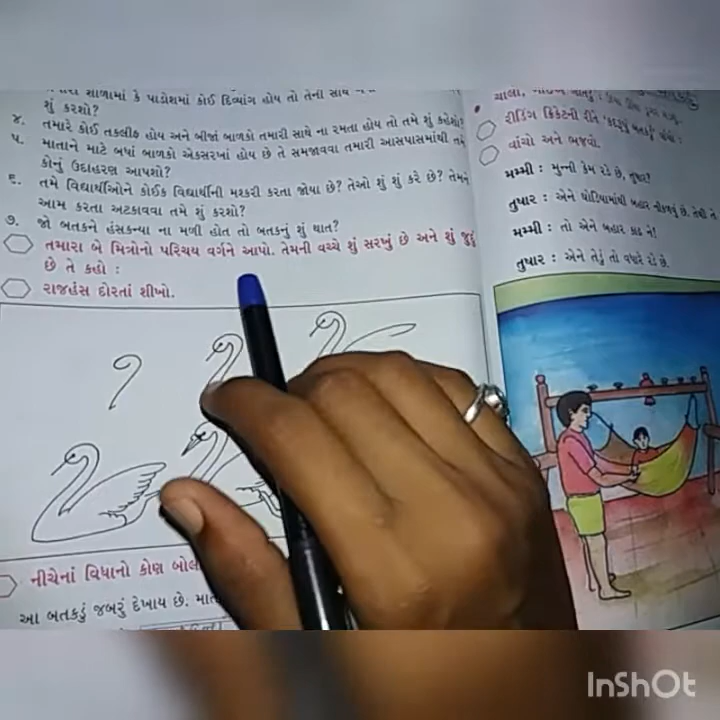 શાળામાં કે પાડોશમાં કોઈ દિવ્યાંગ હોય તો તેની સાથે
શું કરશો?
૪. તમારે કોઈ તકલીફ હોય અને બીજાં બાળકો તમારી સાથે ના રમતા હોય તો તમે શું કહેશો?
૫. માતાને માટે બધાં બાળકો એકસરખાં હોય છે તે સમજાવવા તમારી આસપાસમાંથી તમે
કોનું ઉદાહરણ આપશો?
૬. તમે વિદ્યાર્થીઓને કોઈક વિદ્યાર્થીની મશ્કરી કરતા જોયા છે? તેઓ શું શું કરે છે? તેમને
આમ કરતા અટકાવવા તમે શું કરશો?
૭. જો બતકને હંસકન્યા ના મળી હોત તો બતકનું શું થાત?
તમારા બે મિત્રોનો પરિચય વર્ગને આપો. તેમની વચ્ચે શું સરખું છે અને શું જુદું
છે તે કહો :
રાજહંસ દોરતાં શીખો.
નીચેનાં વિધાનો કોણ બોલ
આ બતકડું જબરું દેખાય છે.
રીડિંગ ક્રિકેટની રીતે
વાંચો અને ભજવો.
મમ્મી : મુન્ની કેમ રડે છે, તુષાર?
તુષાર : એને ઘોડિયામાંથી બહાર નીકળવું છે.
મમ્મી : તો એને બહાર કાઢ ને!
તુષાર : એને તેડું તો વધારે રડે છે.
InShOt